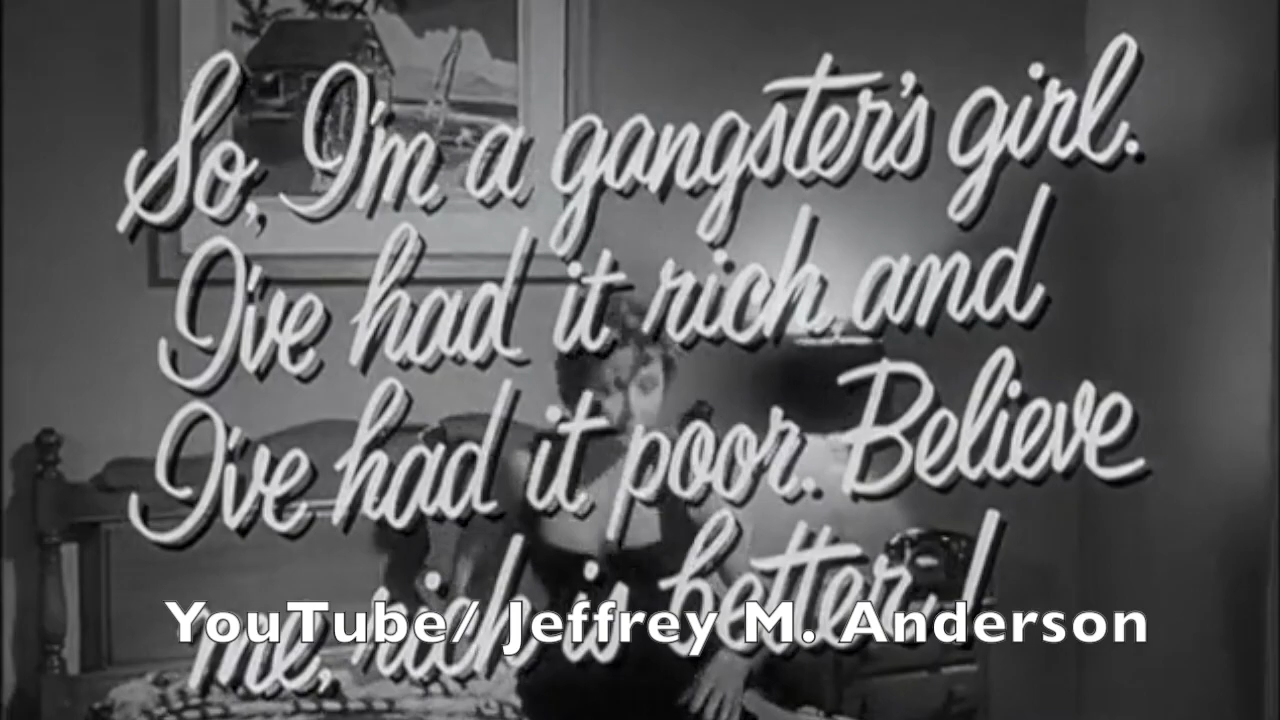 So, I'm a gangster's girl.
I've had it rich and
I've had it poor. Believe
me, rich is better!
YouTube/ Jeffrey M. Anderson